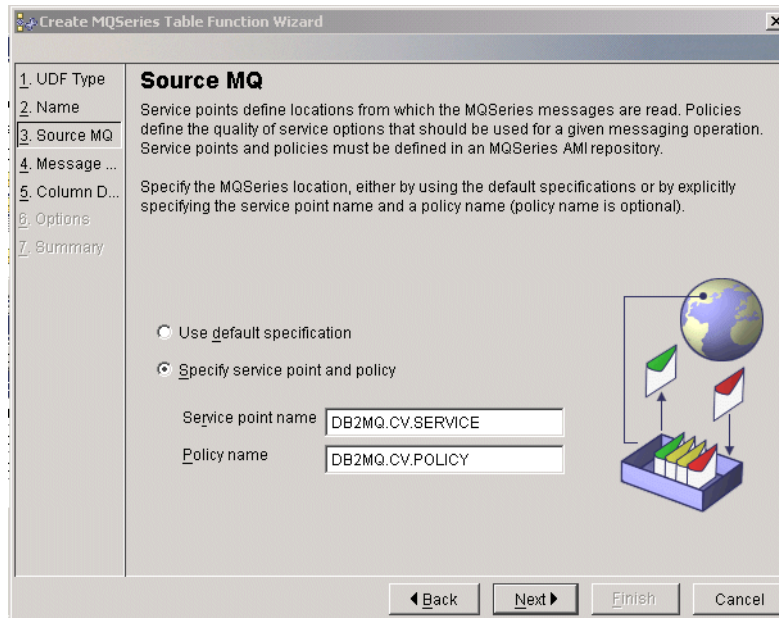 Create MQSeries Table Function Wizard
1. UDF Type
2. Name
3. Source MQ
4. Message ...
5. Column D...
6. Options
7. Summary
Source MQ
Service points define locations from which the MQSeries messages are read. Policies
define the quality of service options that should be used for a given messaging operation.
Service points and policies must be defined in an MQSeries AMI repository.
Specify the MQSeries location, either by using the default specifications or by explicitly
specifying the service point name and a policy name (policy name is optional).
Use default specification
Specify service point and policy
Service point name DB2MQ.CV.SERVICE
Policy name DB2MQ.CV.POLICY
Back Next Finish Cancel